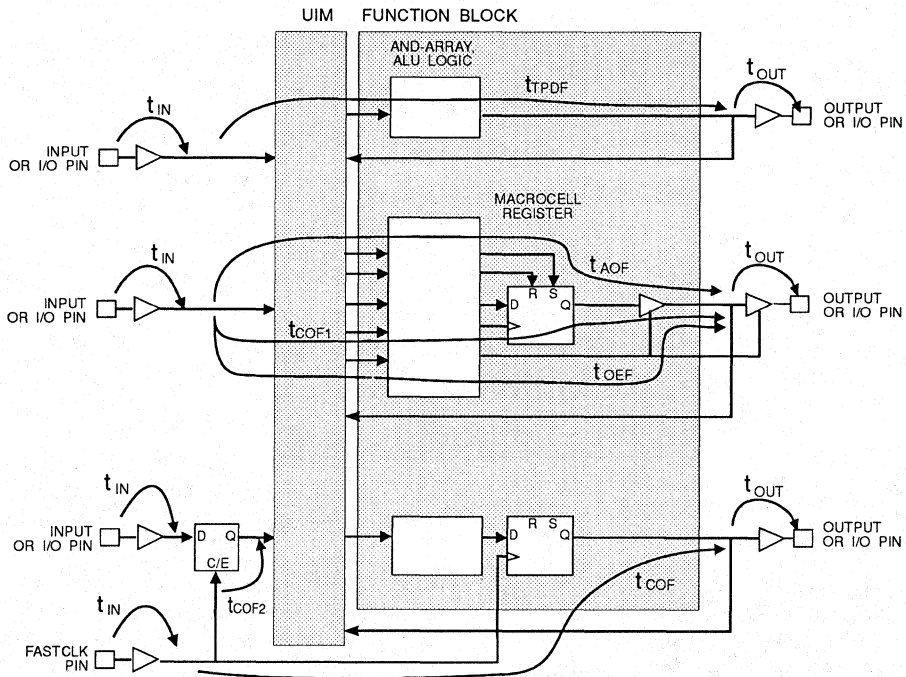 UIM
FUNCTION BLOCK
AND-ARRAY,
ALU LOGIC
tTPDF
tOUT
tIN
INPUT
OR I/O PIN
OUTPUT
OR I/O PIN
MACROCELL
REGISTER
tIN
tAOF
tOUT
R S
D Q
INPUT
OR I/O PIN
OUTPUT
OR I/O PIN
tCOF1
tOEF
tIN
tOUT
R S
INPUT
OR I/O PIN
D Q
C/E
D Q
OUTPUT
OR I/O PIN
tCOF
tIN
tCOF2
FASTCLK
PIN